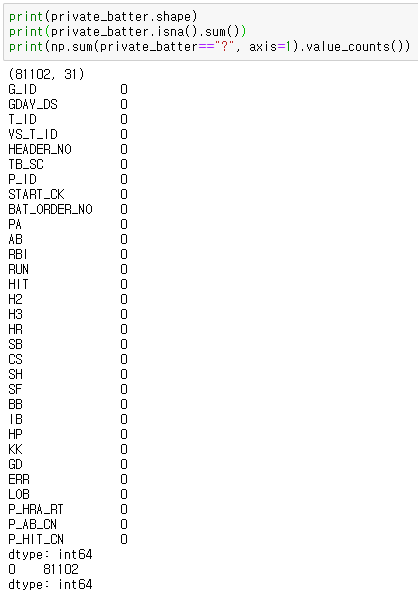 print(private_batter.shape)
print(private_batter.isna().sum())
print(np.sum(private_batter=="?", axis=1).value_counts())
(81102, 31)
G_ID 0
GDAY_DS 0
T_ID 0
VS_T_ID 0
HEADER_NO 0
TB_SC 0
P_ID 0
START_CK 0
BAT_ORDER_NO 0
PA 0
AB 0
RBI 0
RUN 0
HIT 0
H2 0
H3 0
HR 0
SB 0
CS 0
SH 0
SF 0
BB 0
IB 0
HP 0
KK 0
GD 0
ERR 0
LOB 0
P_HRA_RT 0
P_AB_CN 0
P_HIT_CN 0
dtype: int64
0 81102
dtype: int64